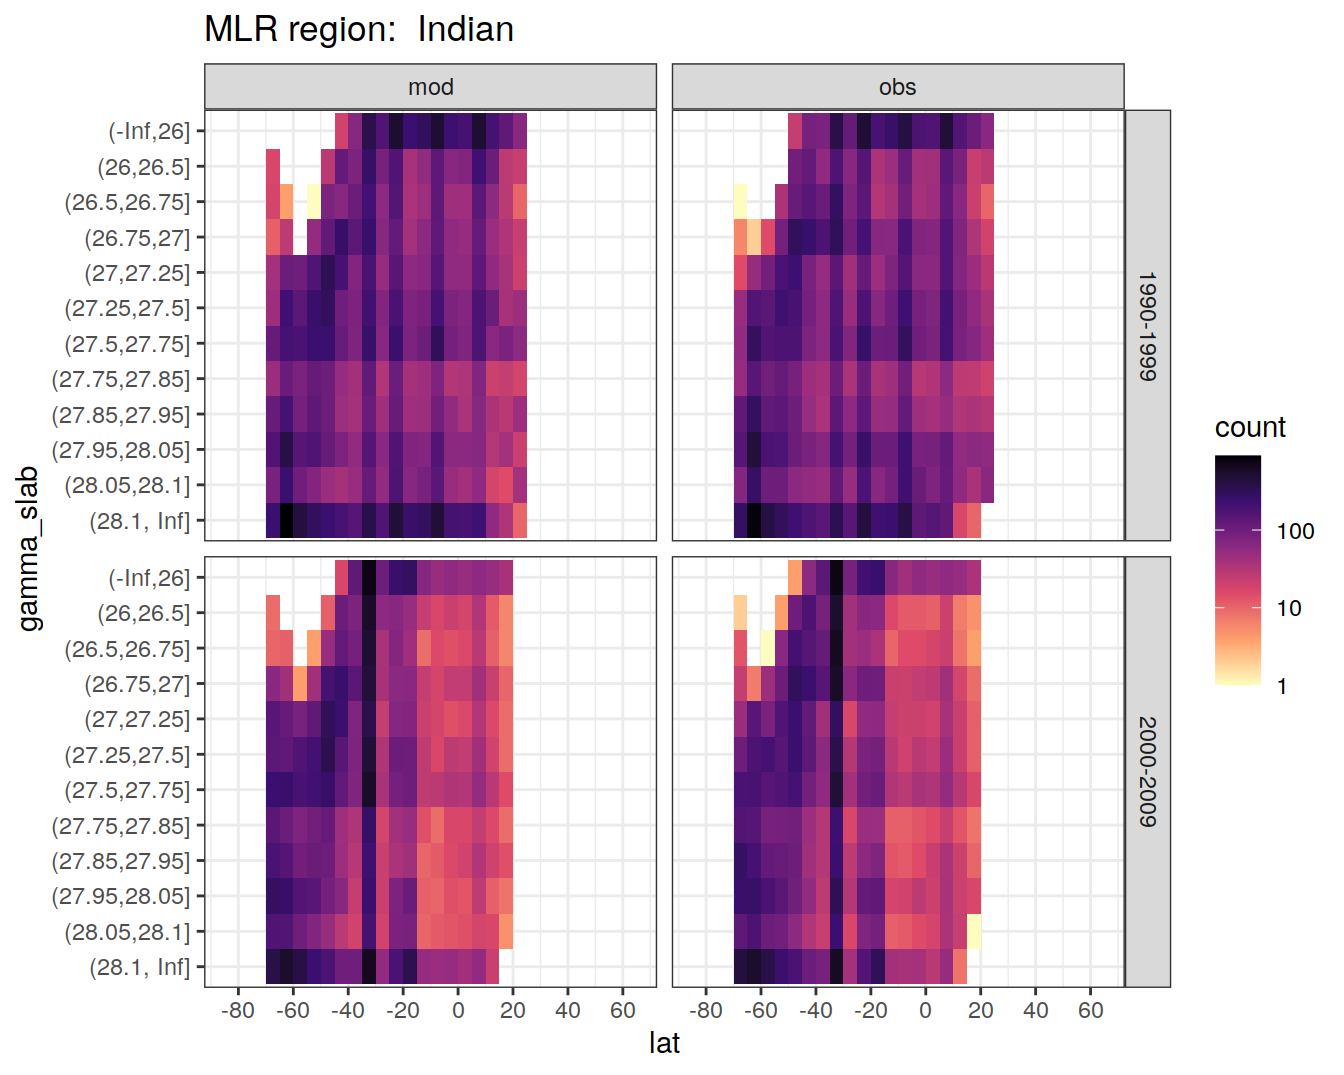 MLR region:  Indian
mod
obs
(-Inf,26]
(26,26.5]
(26.5,26.75]
(26.75,27]
(27,27.25]
(27.25,27.5]
(27.5,27.75]
(27.75,27.85]
(27.85,27.95]
(27.95,28.05]
(28.05,28.1]
(28.1, Inf]
1990-1999
(-Inf,26]
(26,26.5]
(26.5,26.75]
(26.75,27]
(27,27.25]
(27.25,27.5]
(27.5,27.75]
(27.75,27.85]
(27.85,27.95]
(27.95,28.05]
(28.05,28.1]
(28.1, Inf]
2000-2009
gamma_slab
-80 -60 -40 -20 0 20 40 60
-80 -60 -40 -20 0 20 40 60
lat
count
100
10
1